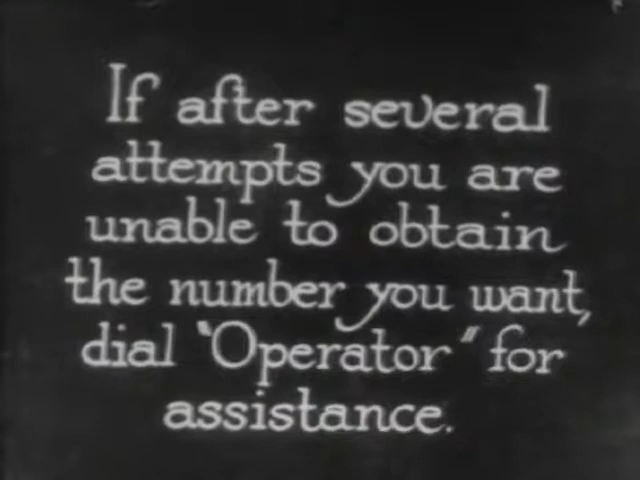 If after several
attempts you are
unable to obtain
the number you want,
dial "Operator" for
assistance.